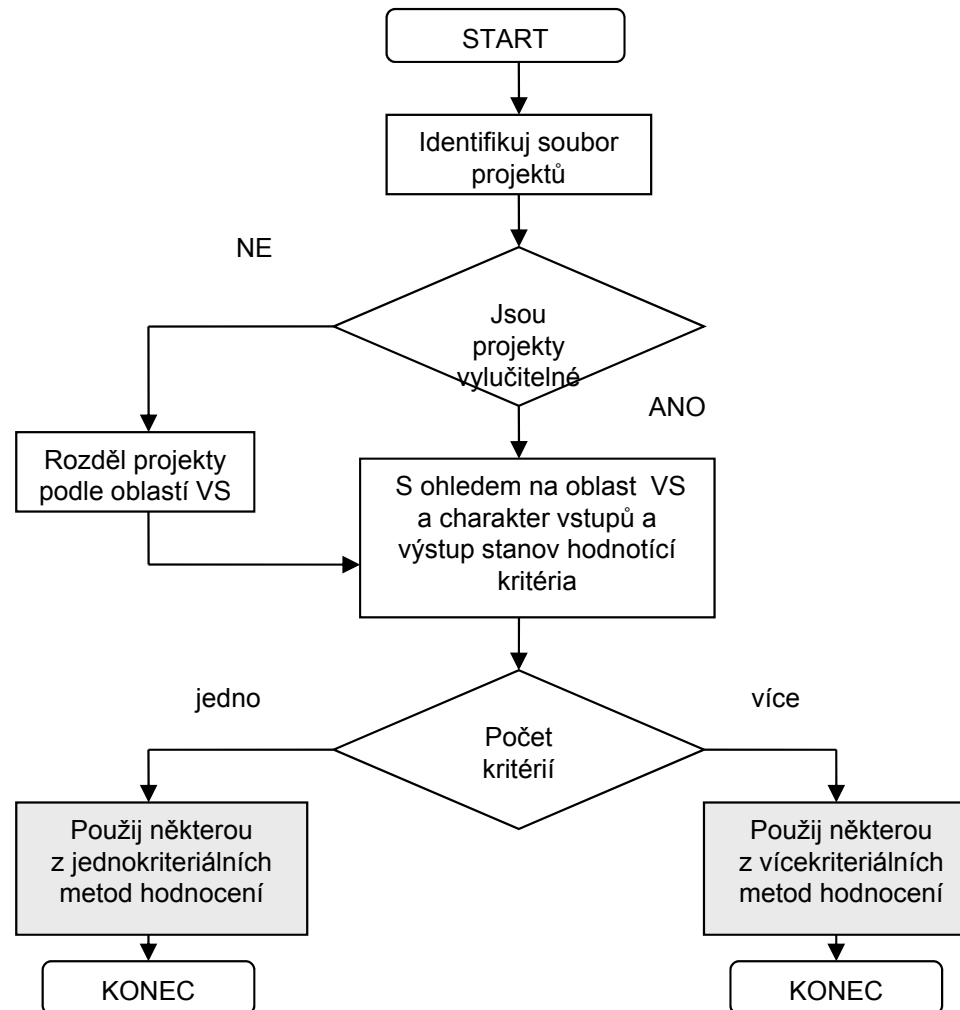 START
Identifikuj soubor
projektů
NE
Jsou
projekty
vylučitelné
ANO
Rozděl projekty
podle oblastí VS
S ohledem na oblast VS
a charakter vstupů a
výstup stanov hodnotící
kritéria
jedno
více
Počet
kritérií
Použij některou
z jednokriteriálních
metod hodnocení
Použij některou
z vícekriteriálních
metod hodnocení
KONEC
KONEC